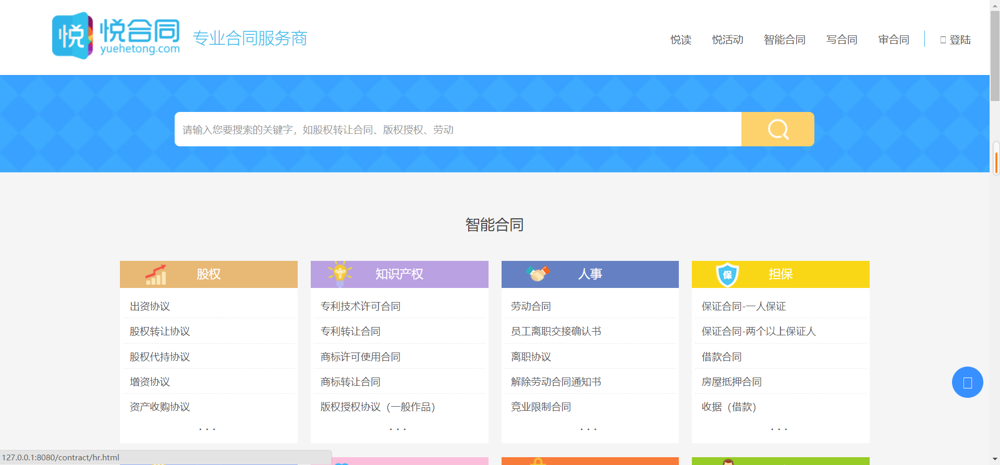 悦 悦合同
yuehetong.com
专业合同服务商
悦读 悦活动 智能合同 写合同 审合同 登陆
请输入您要搜索的关键字，如股权转让合同、版权授权、劳动
智能合同
股权
出资协议
股权转让协议
股权代持协议
增资协议
资产收购协议
. . .
知识产权
专利技术许可合同
专利转让合同
商标许可使用合同
商标转让合同
版权授权协议（一般作品）
. . .
人事
劳动合同
员工离职交接确认书
离职协议
解除劳动合同通知书
竞业限制合同
. . .
保 担保
保证合同-一人保证
保证合同-两个以上保证人
借款合同
房屋抵押合同
收据（借款）
. . .
127.0.0.1:8080/contract/hr.html